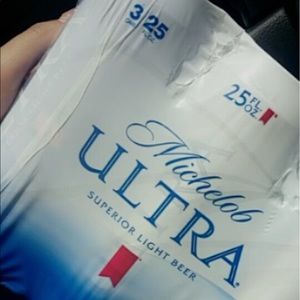 3/25
25 FL. OZ.
Michelob
ULTRA
SUPERIOR LIGHT BEER